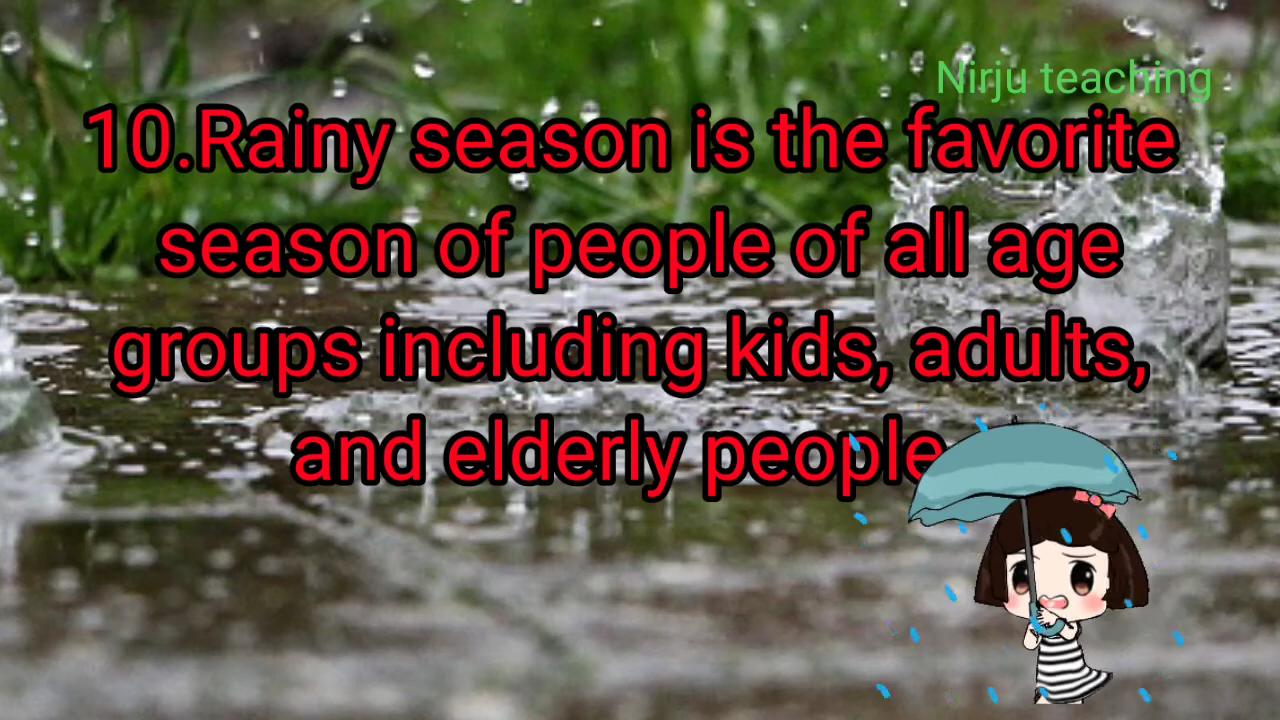 Nirju teaching
10.Rainy season is the favorite
season of people of all age
groups including kids, adults,
and elderly people